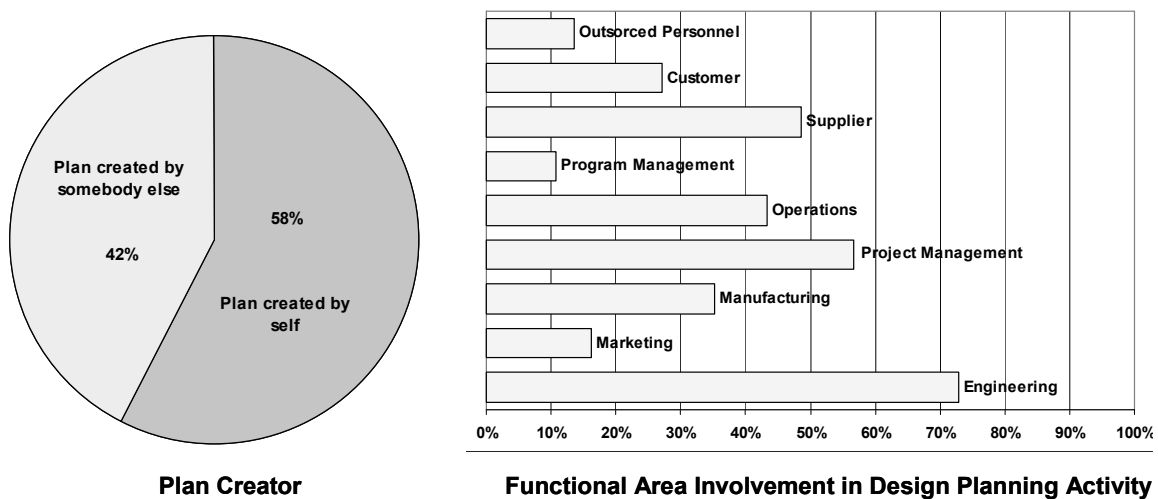 Plan created by
somebody else
42%
58%
Plan created by
self
Plan Creator
Outsorced Personnel
Customer
Supplier
Program Management
Operations
Project Management
Manufacturing
Marketing
Engineering
0% 10% 20% 30% 40% 50% 60% 70% 80% 90% 100%
Functional Area Involvement in Design Planning Activity